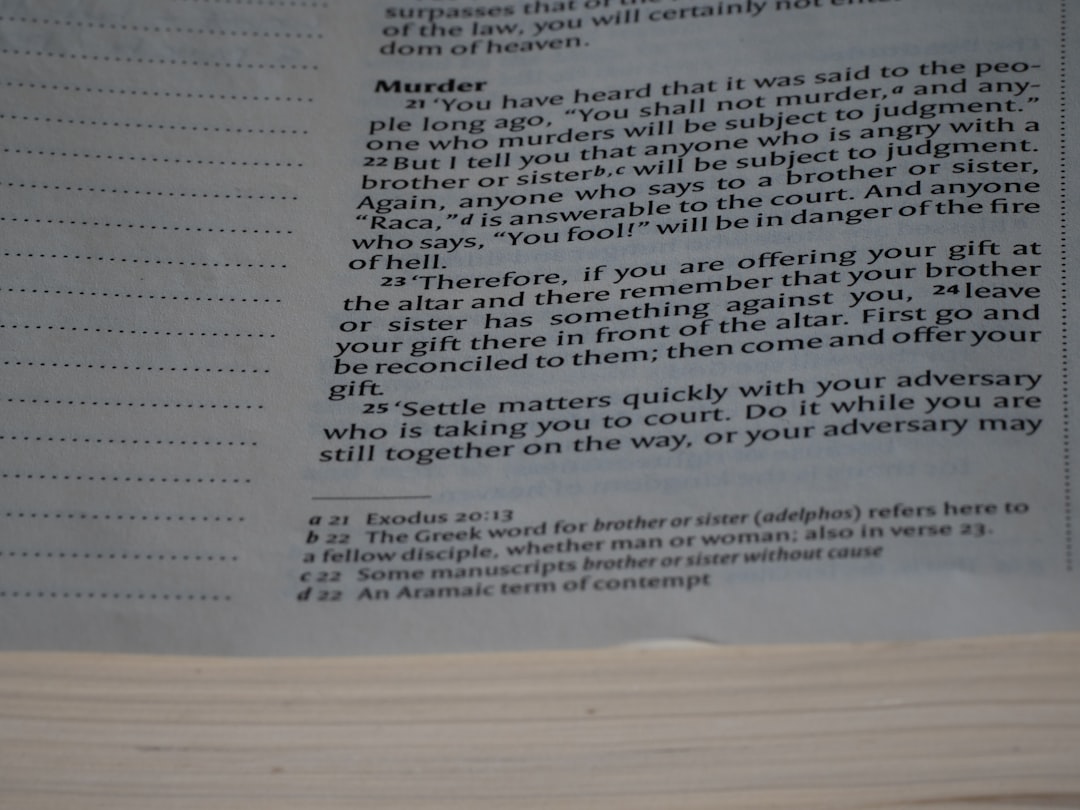 surpasses that of the
of the law, you will certainly not
dom of heaven.
Murder
21 ‘You have heard that it was said to the peo-
ple long ago, “You shall not murder,a and any-
one who murders will be subject to judgment.”
22 But I tell you that anyone who is angry with a
brother or sisterb,c will be subject to judgment.
Again, anyone who says to a brother or sister,
“Raca,”d is answerable to the court. And anyone
who says, “You fool!” will be in danger of the fire
of hell.
23 ‘Therefore, if you are offering your gift at
the altar and there remember that your brother
or sister has something against you, 24 leave
your gift there in front of the altar. First go and
be reconciled to them; then come and offer your
gift.
25 ‘Settle matters quickly with your adversary
who is taking you to court. Do it while you are
still together on the way, or your adversary may
a 21 Exodus 20:13
b 22 The Greek word for brother or sister (adelphos) refers here to
a fellow disciple, whether man or woman; also in verse 23.
c 22 Some manuscripts brother or sister without cause
d 22 An Aramaic term of contempt